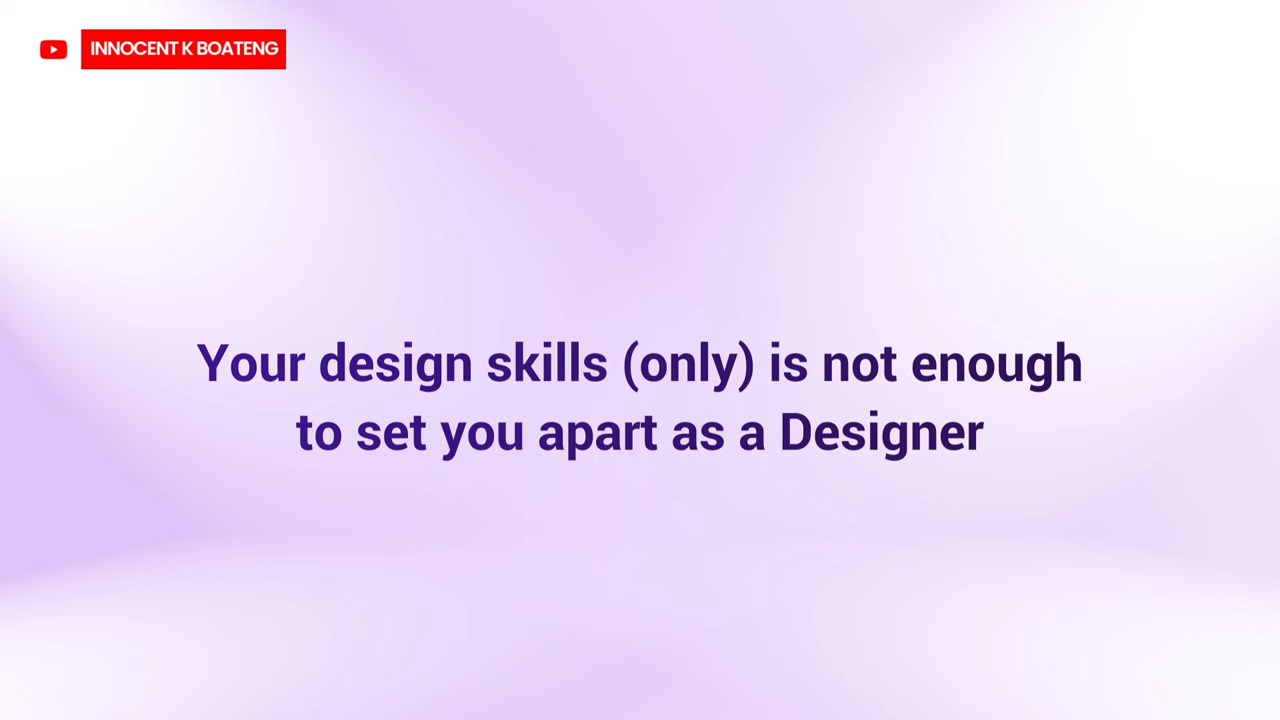 INNOCENT K BOATENG
Your design skills (only) is not enough
to set you apart as a Designer